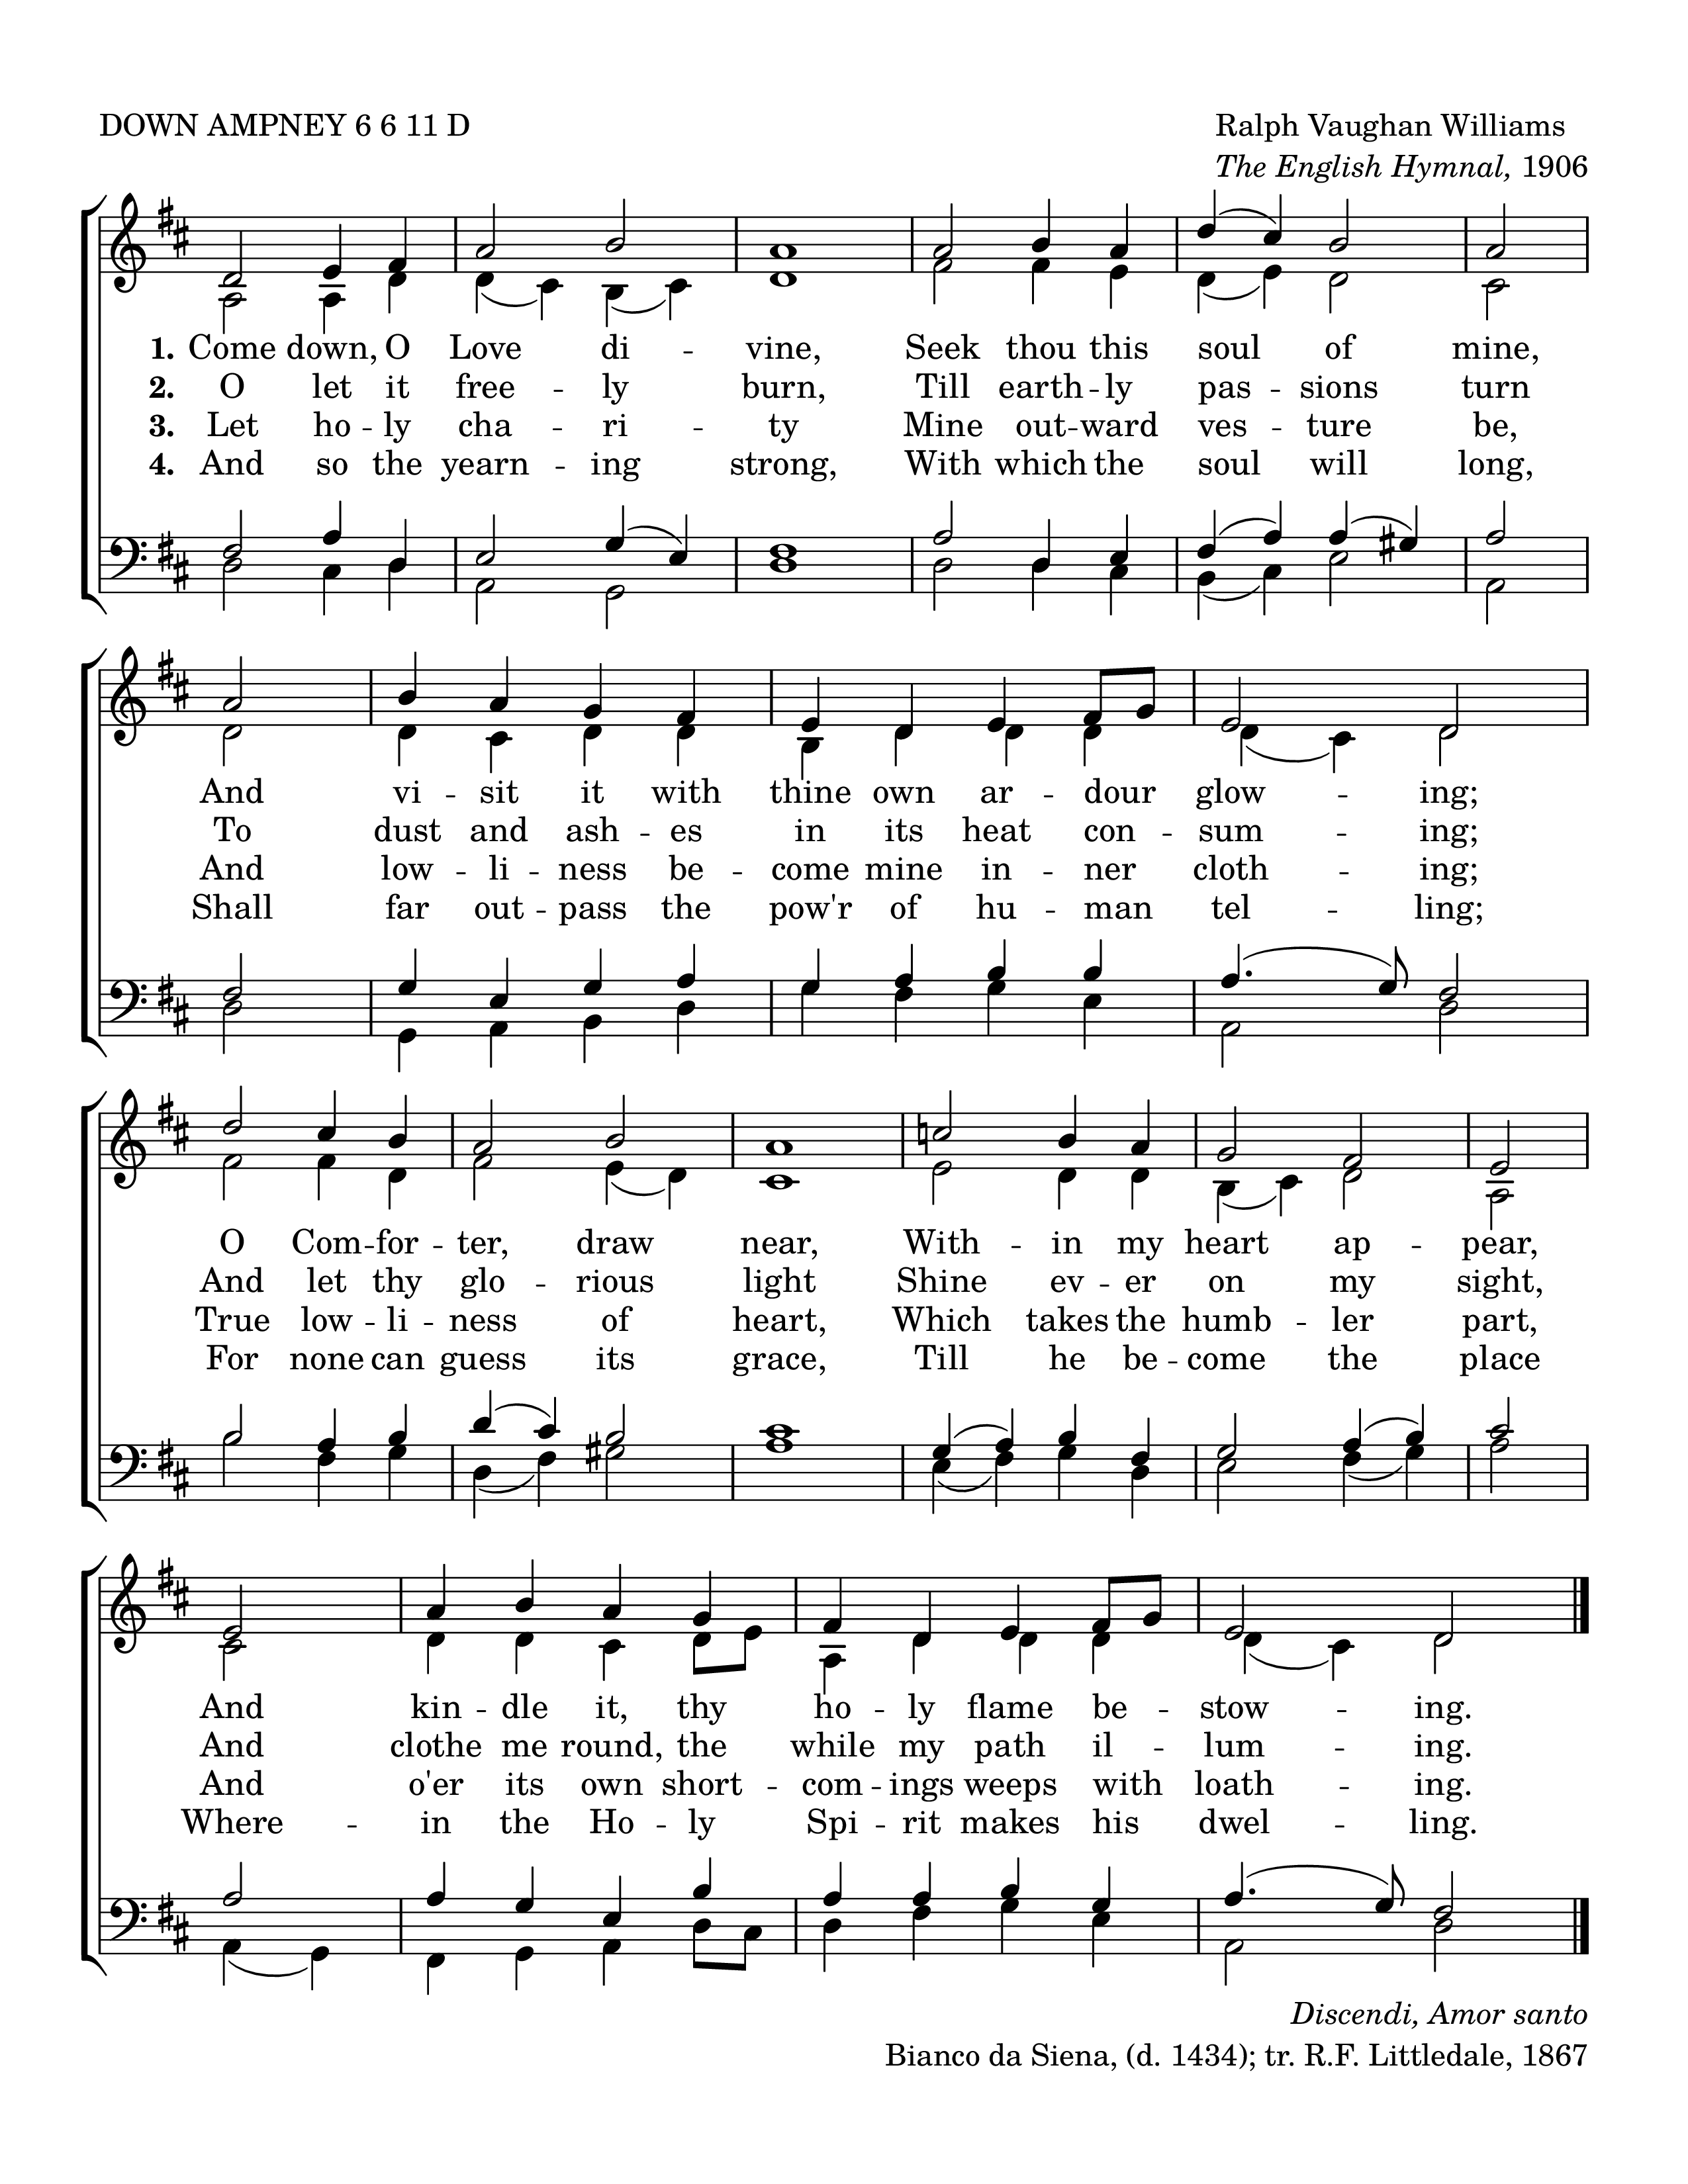 DOWN AMPNEY 6 6 11 D
Ralph Vaughan Williams
The English Hymnal, 1906
1. Come down, O Love di -- vine, Seek thou this soul of mine,
2. O let it free -- ly burn, Till earth -- ly pas -- sions turn
3. Let ho -- ly cha -- ri -- ty Mine out -- ward ves -- ture be,
4. And so the yearn -- ing strong, With which the soul will long,
And vi -- sit it with thine own ar -- dour glow -- ing;
To dust and ash -- es in its heat con -- sum -- ing;
And low -- li -- ness be -- come mine in -- ner cloth -- ing;
Shall far out -- pass the pow'r of hu -- man tel -- ling;
O Com -- for -- ter, draw near, With -- in my heart ap -- pear,
And let thy glo -- rious light Shine ev -- er on my sight,
True low -- li -- ness of heart, Which takes the humb -- ler part,
For none can guess its grace, Till he be -- come the place
And kin -- dle it, thy ho -- ly flame be -- stow -- ing.
And clothe me round, the while my path il -- lum -- ing.
And o'er its own short -- com -- ings weeps with loath -- ing.
Where -- in the Ho -- ly Spi -- rit makes his dwel -- ling.
Discendi, Amor santo
Bianco da Siena, (d. 1434); tr. R.F. Littledale, 1867